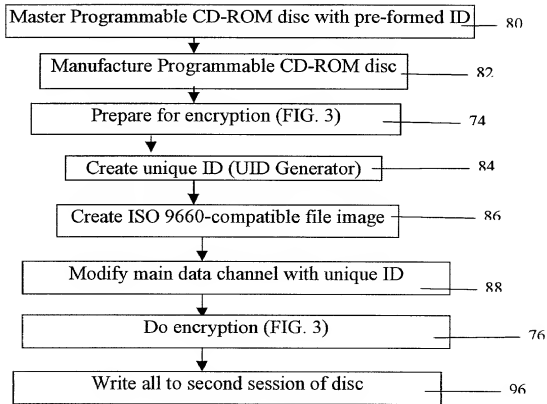 Master Programmable CD-ROM disc with pre-formed ID 80
Manufacture Programmable CD-ROM disc 82
Prepare for encryption (FIG. 3) 74
Create unique ID (UID Generator) 84
Create ISO 9660-compatible file image 86
Modify main data channel with unique ID 88
Do encryption (FIG. 3) 76
Write all to second session of disc 96